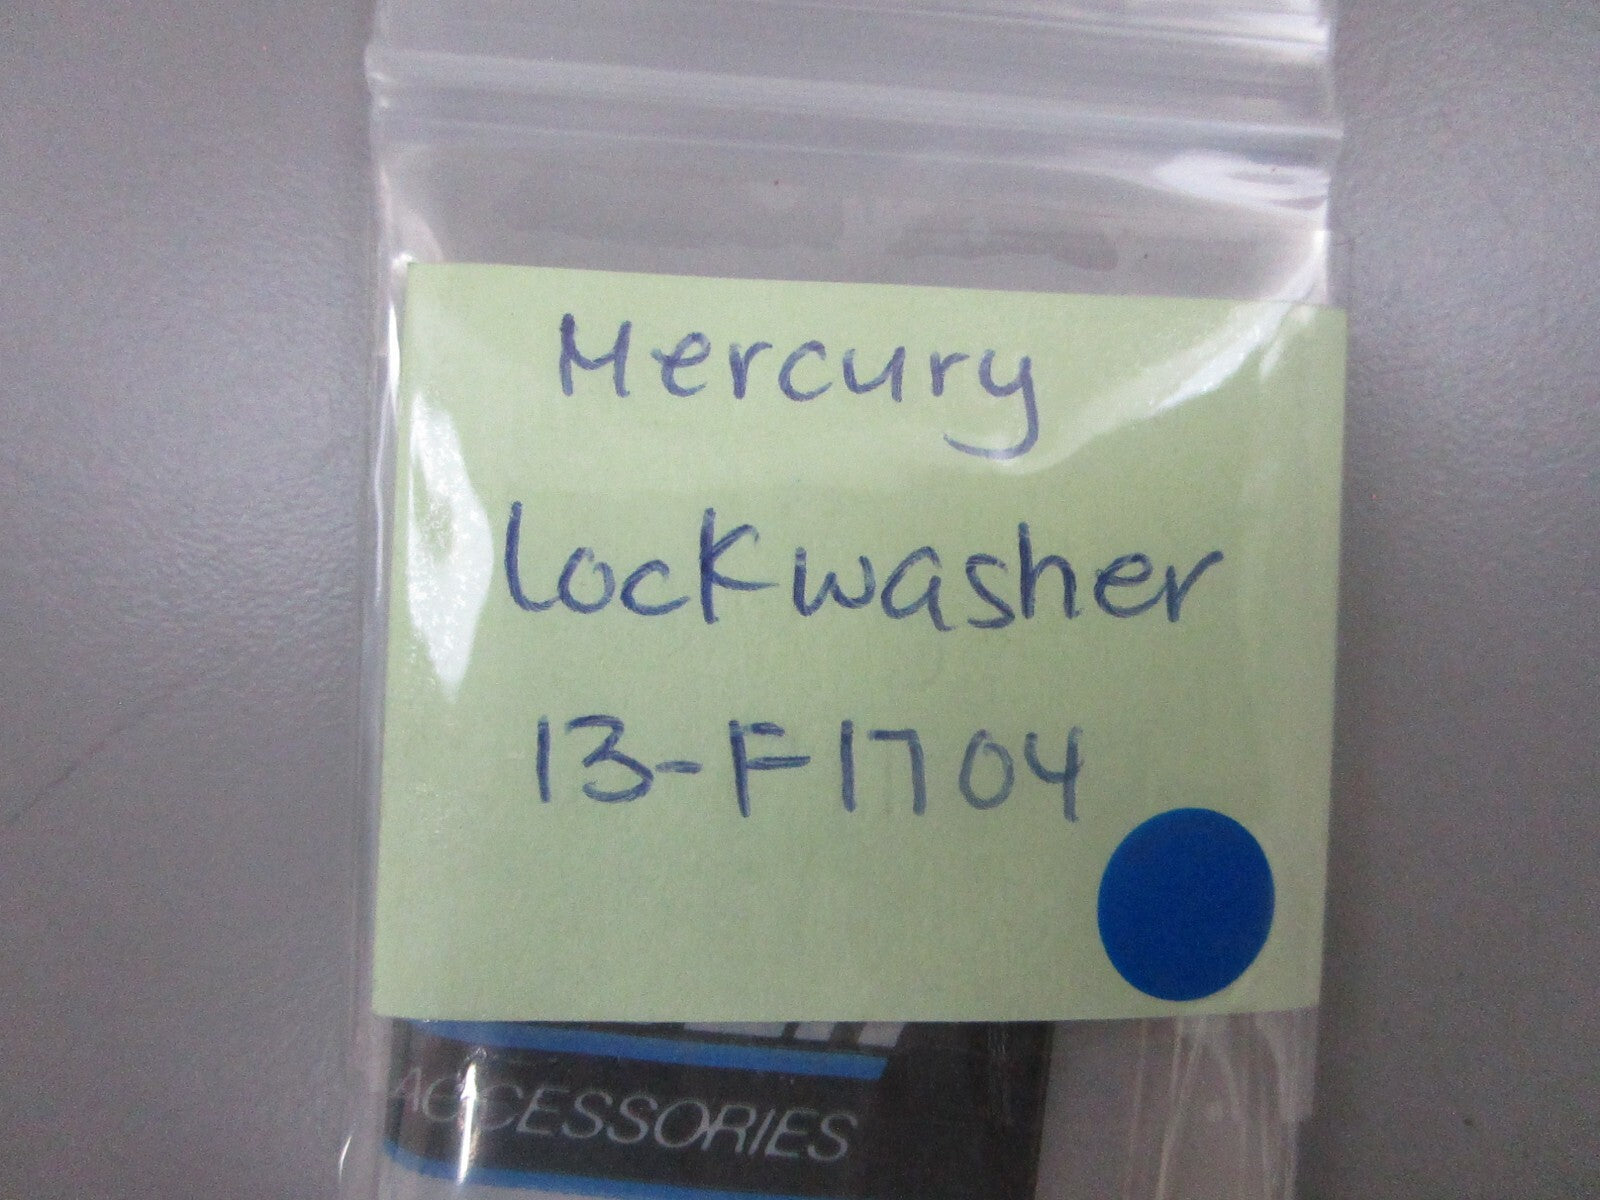 Mercury
Lockwasher
13-F1704
ACCESSORIES